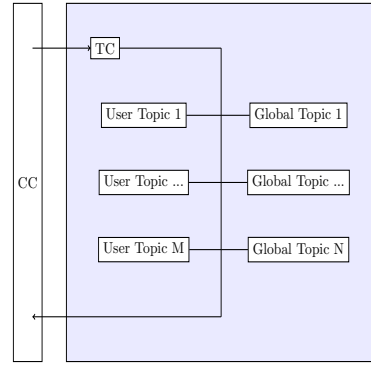 TC
User Topic 1 Global Topic 1
CC
User Topic ... Global Topic ...
User Topic M Global Topic N